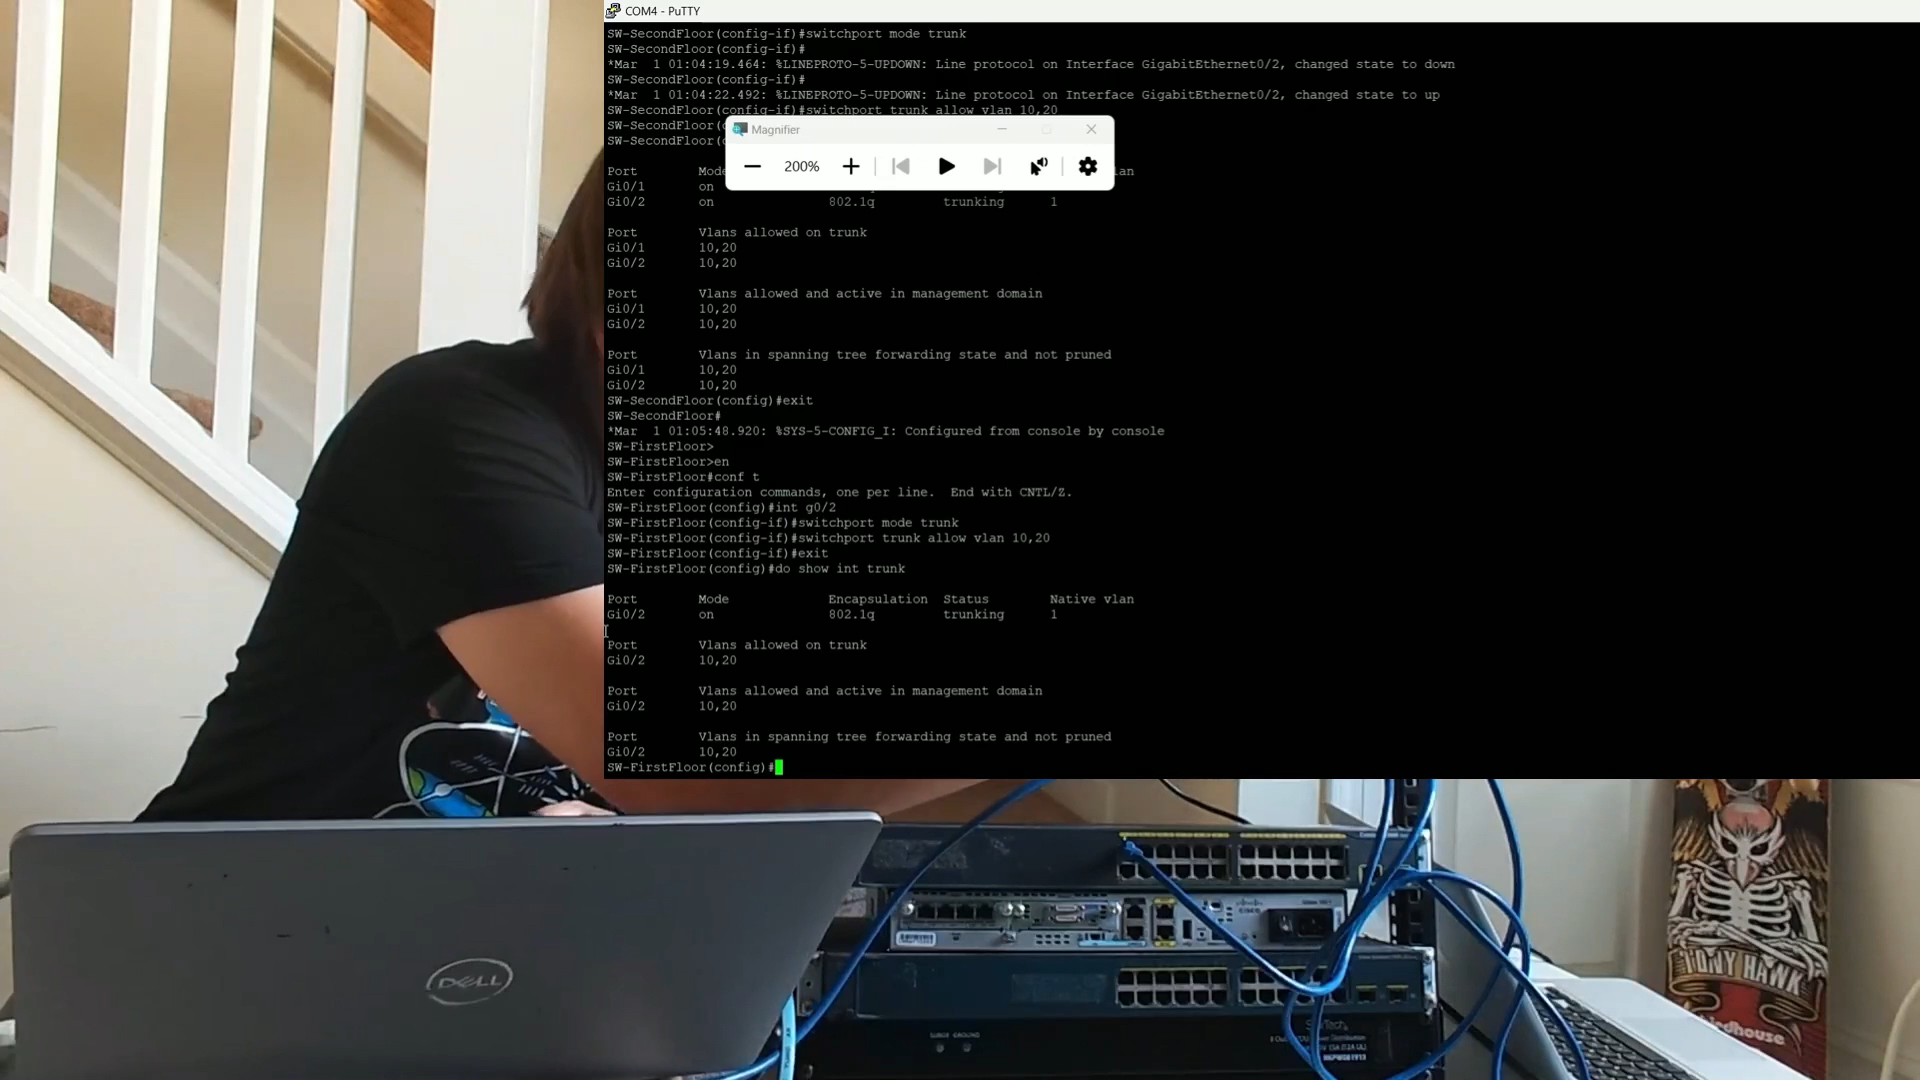 COM4 - PuTTY
SW-SecondFloor(config-if)#switchport mode trunk
SW-SecondFloor(config-if)#
*Mar  1 01:04:19.464: %LINEPROTO-5-UPDOWN: Line protocol on Interface GigabitEthernet0/2, changed state to down
SW-SecondFloor(config-if)#
*Mar  1 01:04:22.492: %LINEPROTO-5-UPDOWN: Line protocol on Interface GigabitEthernet0/2, changed state to up
SW-SecondFloor(config-if)#switchport trunk allow vlan 10,20
SW-SecondFloor(
Magnifier
SW-SecondFloor(
200%
Port Mode
Gi0/1 on
Gi0/2 on 802.1q trunking 1

Port Vlans allowed on trunk
Gi0/1 10,20
Gi0/2 10,20

Port Vlans allowed and active in management domain
Gi0/1 10,20
Gi0/2 10,20

Port Vlans in spanning tree forwarding state and not pruned
Gi0/1 10,20
Gi0/2 10,20
SW-SecondFloor(config)#exit
SW-SecondFloor#
*Mar  1 01:05:48.920: %SYS-5-CONFIG_I: Configured from console by console
SW-FirstFloor>
SW-FirstFloor>en
SW-FirstFloor#conf t
Enter configuration commands, one per line.  End with CNTL/Z.
SW-FirstFloor(config)#int g0/2
SW-FirstFloor(config-if)#switchport mode trunk
SW-FirstFloor(config-if)#switchport trunk allow vlan 10,20
SW-FirstFloor(config-if)#exit
SW-FirstFloor(config)#do show int trunk

Port Mode Encapsulation Status Native vlan
Gi0/2 on 802.1q trunking 1

Port Vlans allowed on trunk
Gi0/2 10,20

Port Vlans allowed and active in management domain
Gi0/2 10,20

Port Vlans in spanning tree forwarding state and not pruned
Gi0/2 10,20
SW-FirstFloor(config)#
DELL
CISCO
SURGE GROUND
TONY HAWK